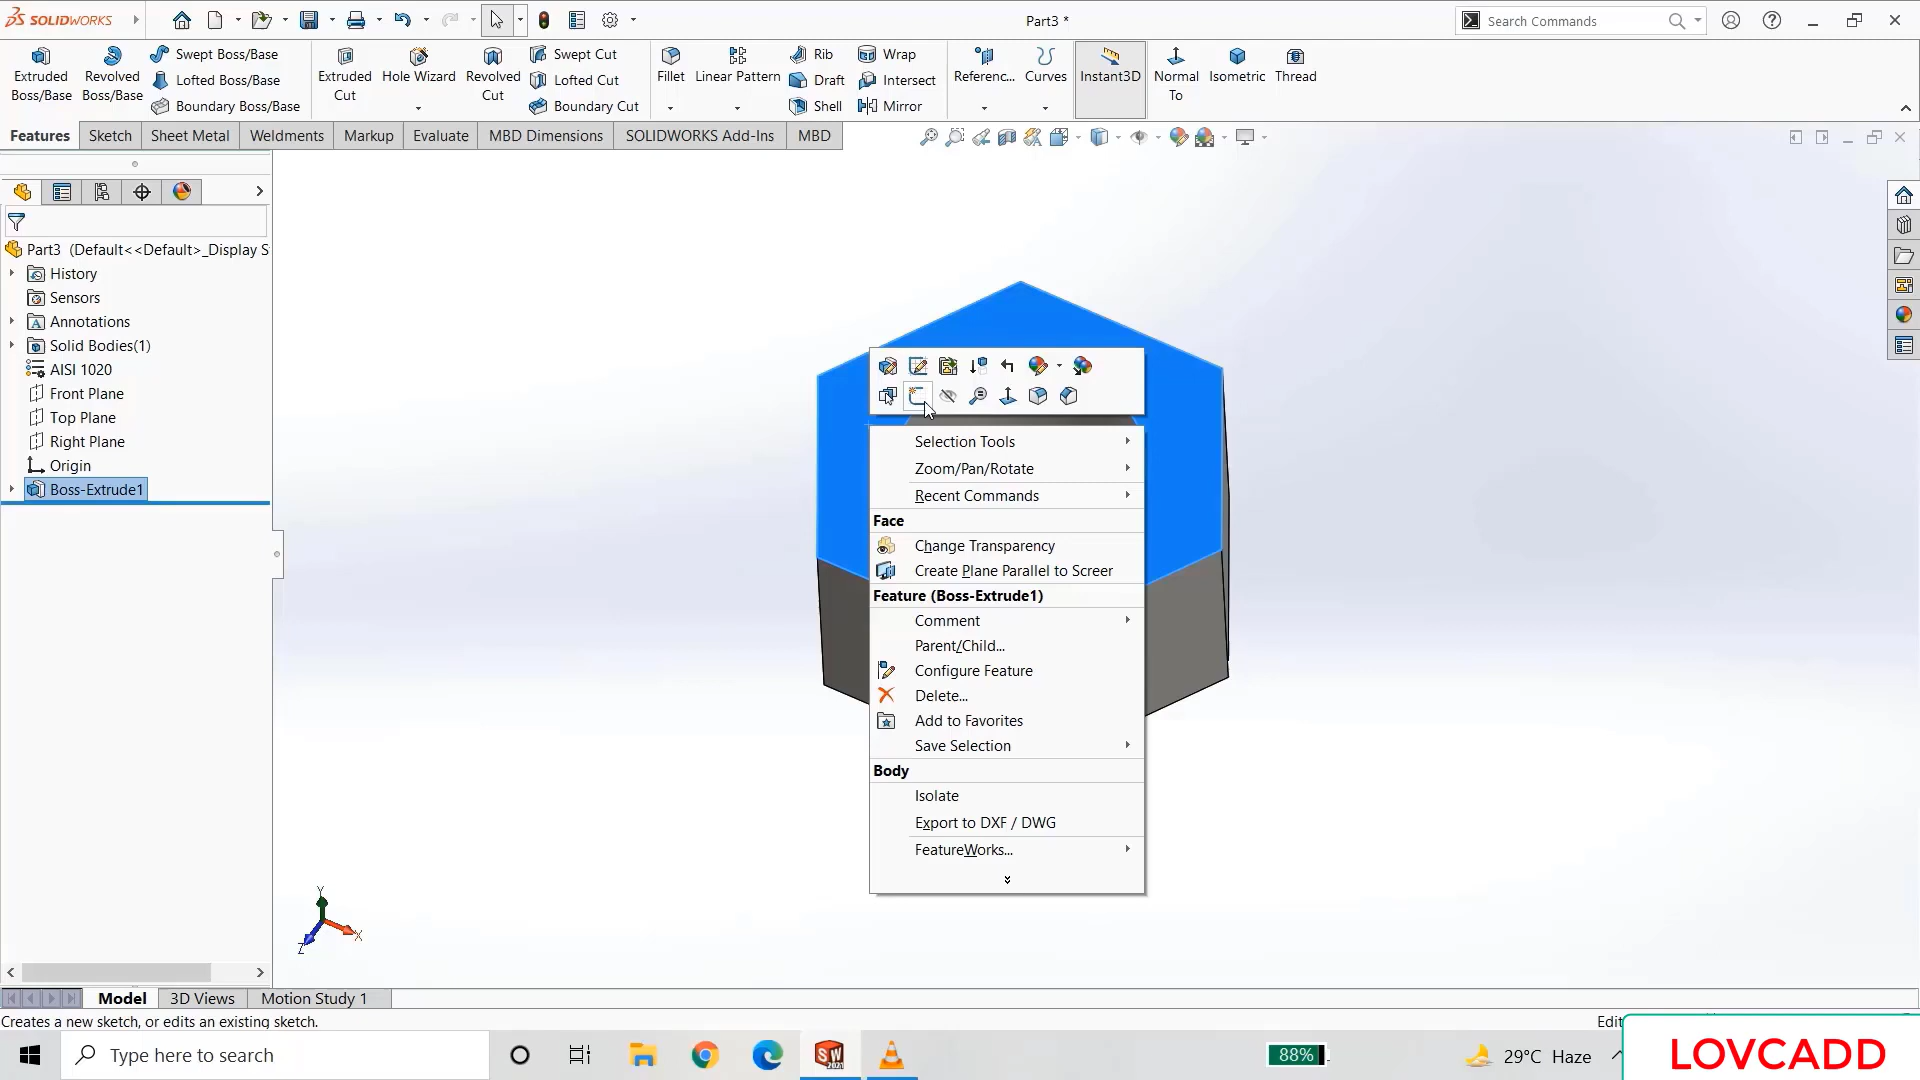 SOLIDWORKS
Part3 *
Search Commands
Extruded Boss/Base
Revolved Boss/Base
Swept Boss/Base
Lofted Boss/Base
Boundary Boss/Base
Extruded Cut
Hole Wizard
Revolved Cut
Swept Cut
Lofted Cut
Boundary Cut
Fillet
Linear Pattern
Rib
Draft
Shell
Wrap
Intersect
Mirror
Referenc...
Curves
Instant3D
Normal To
Isometric
Thread
Features
Sketch
Sheet Metal
Weldments
Markup
Evaluate
MBD Dimensions
SOLIDWORKS Add-Ins
MBD
Part3 (Default<<Default>_Display S
History
Sensors
Annotations
Solid Bodies(1)
AISI 1020
Front Plane
Top Plane
Right Plane
Origin
Boss-Extrude1
Selection Tools
Zoom/Pan/Rotate
Recent Commands
Face
Change Transparency
Create Plane Parallel to Screen
Feature (Boss-Extrude1)
Comment
Parent/Child...
Configure Feature
Delete...
Add to Favorites
Save Selection
Body
Isolate
Export to DXF / DWG
FeatureWorks...
Y
X
Z
Model
3D Views
Motion Study 1
Creates a new sketch, or edits an existing sketch.
Edit
Type here to search
SW
2021
88%
29°C Haze
LOVCADD